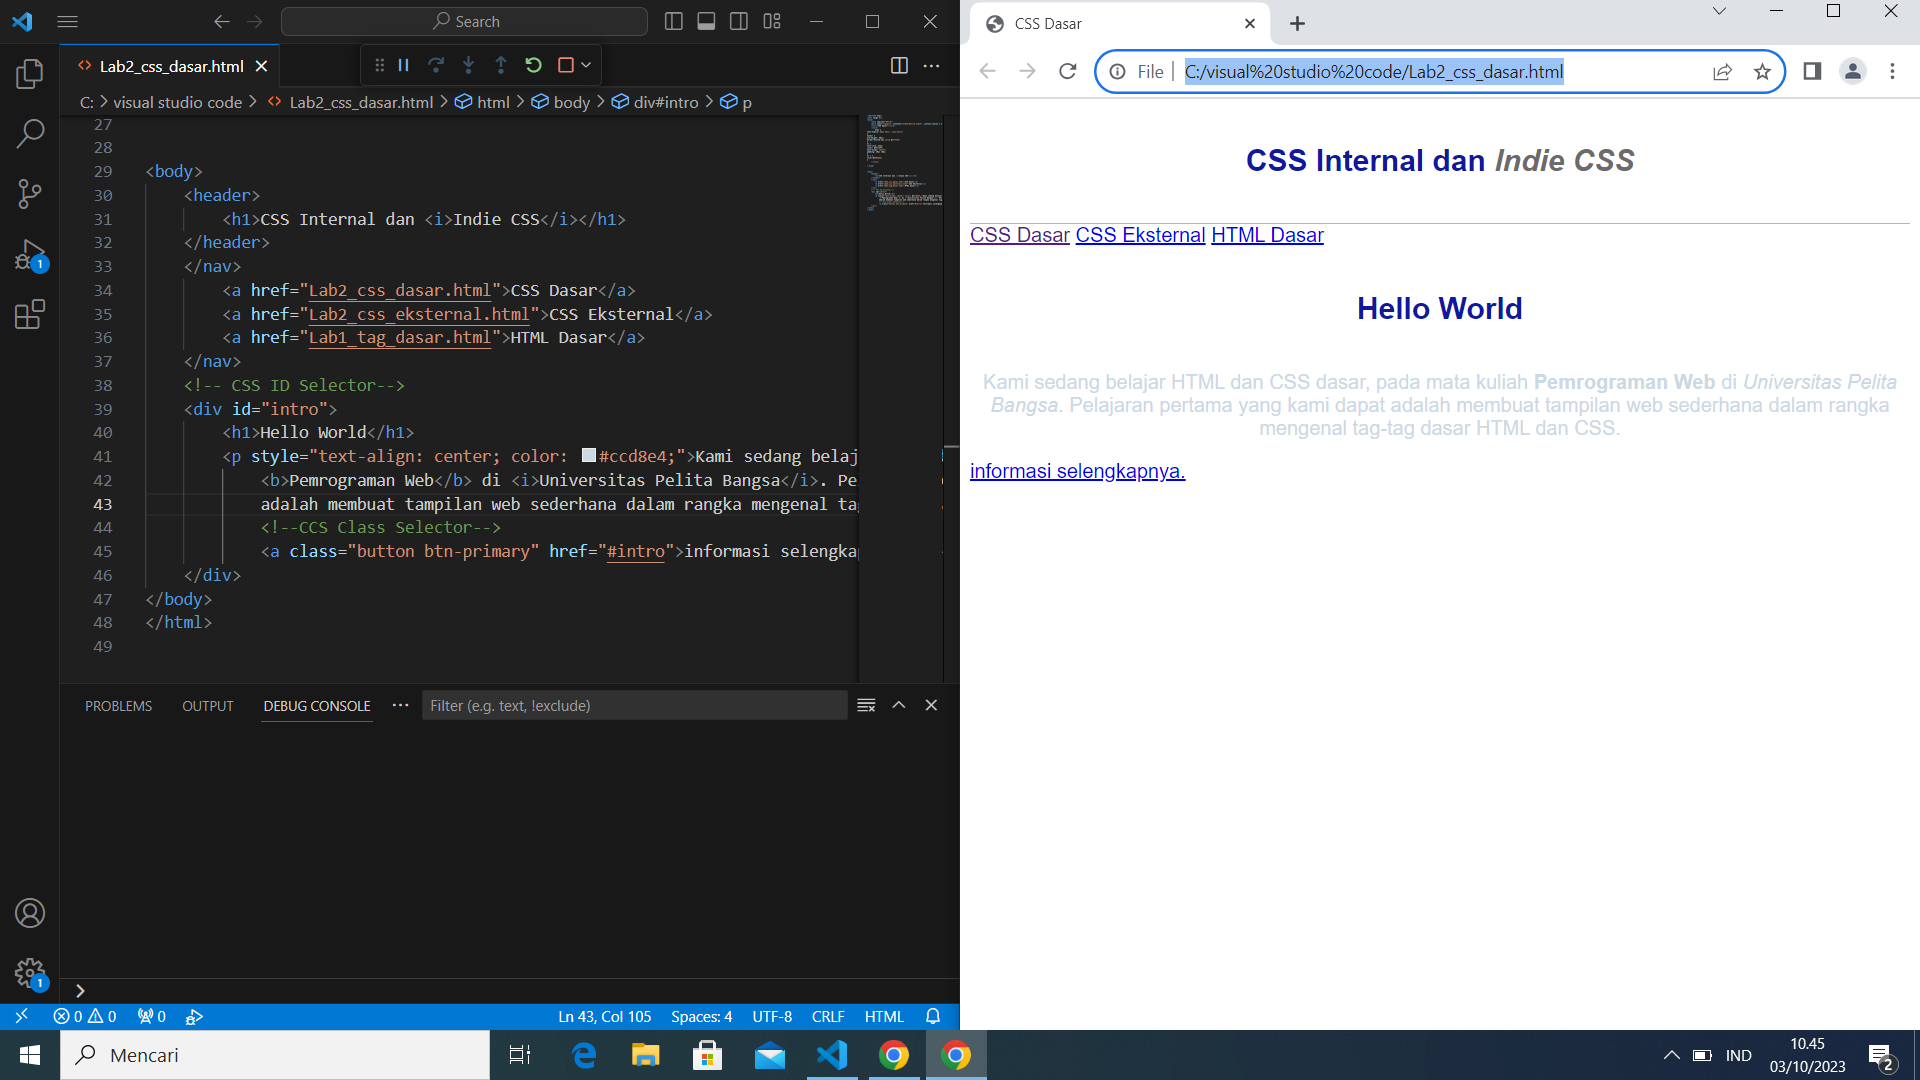 Search
Lab2_css_dasar.html
C: > visual studio code > Lab2_css_dasar.html > html > body > div#intro > p
27
28
29 <body>
30 <header>
31 <h1>CSS Internal dan <i>Indie CSS</i></h1>
32 </header>
33 </nav>
34 <a href="Lab2_css_dasar.html">CSS Dasar</a>
35 <a href="Lab2_css_eksternal.html">CSS Eksternal</a>
36 <a href="Lab1_tag_dasar.html">HTML Dasar</a>
37 </nav>
38 <!-- CSS ID Selector-->
39 <div id="intro">
40 <h1>Hello World</h1>
41 <p style="text-align: center; color: #ccd8e4;">Kami sedang belaj
42 <b>Pemrograman Web</b> di <i>Universitas Pelita Bangsa</i>. Pe
43 adalah membuat tampilan web sederhana dalam rangka mengenal tag
44 <!--CCS Class Selector-->
45 <a class="button btn-primary" href="#intro">informasi selengka
46 </div>
47 </body>
48 </html>
49
PROBLEMS OUTPUT DEBUG CONSOLE ··· Filter (e.g. text, !exclude)
1
1
0 0 0 Ln 43, Col 105 Spaces: 4 UTF-8 CRLF HTML
CSS Dasar
File | C:/visual%20studio%20code/Lab2_css_dasar.html
CSS Internal dan Indie CSS
CSS Dasar CSS Eksternal HTML Dasar
Hello World
Kami sedang belajar HTML dan CSS dasar, pada mata kuliah Pemrograman Web di Universitas Pelita
Bangsa. Pelajaran pertama yang kami dapat adalah membuat tampilan web sederhana dalam rangka
mengenal tag-tag dasar HTML dan CSS.
informasi selengkapnya.
Mencari
IND
10.45
03/10/2023
2